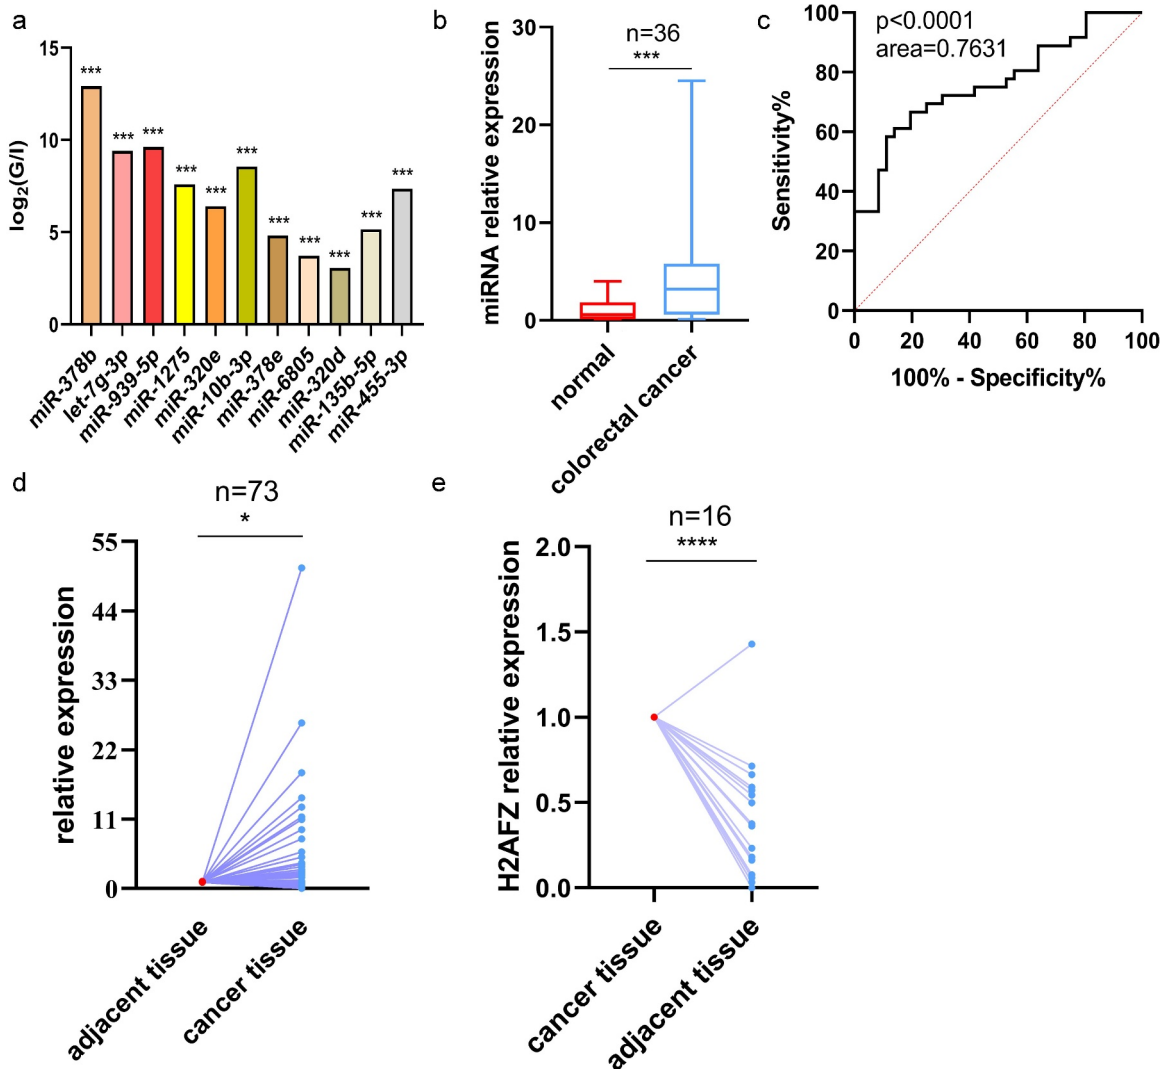 a
log2(G/I)
15
10
5
0
***
***
***
***
***
***
***
***
***
***
***
miR-378b
let-7g-3p
miR-939-5p
miR-1275
miR-320e
miR-10b-3p
miR-378e
miR-6805
miR-320d
miR-135b-5p
miR-455-3p
b
n=36
***
miRNA relative expression
30
20
10
0
normal
colorectal cancer
c
p<0.0001
area=0.7631
Sensitivity%
100
80
60
40
20
0
0 20 40 60 80 100
100% - Specificity%
d
n=73
*
relative expression
55
44
33
22
11
0
adjacent tissue
cancer tissue
e
n=16
****
H2AFZ relative expression
2.0
1.5
1.0
0.5
0.0
cancer tissue
adjacent tissue